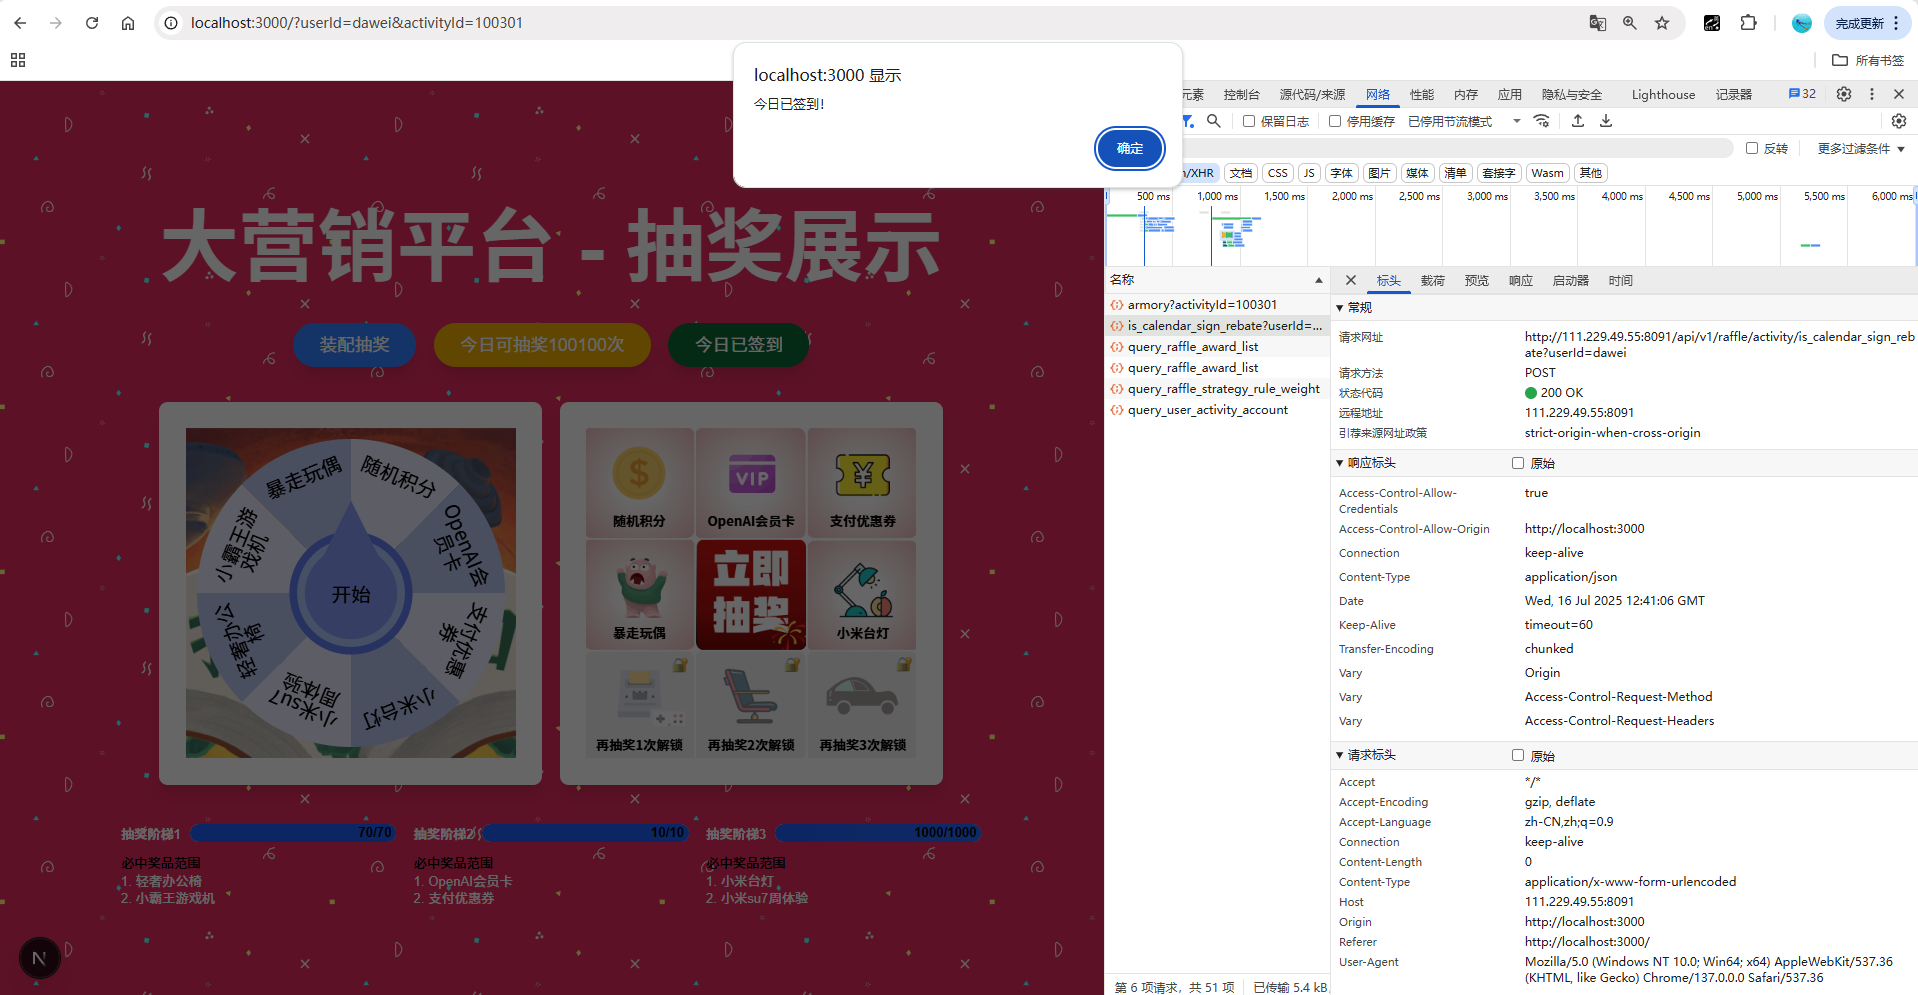 localhost:3000/?userId=dawei&activityId=100301
完成更新
所有书签
localhost:3000 显示
今日已签到！
确定
大营销平台 - 抽奖展示
装配抽奖
今日可抽奖100100次
今日已签到
暴走玩偶
随机积分
OpenAI会员卡
支付优惠券
小米台灯
小米su7周体验
轻奢办公椅
小霸王游戏机
开始
随机积分
OpenAI会员卡
支付优惠券
暴走玩偶
立即
抽奖
小米台灯
再抽奖1次解锁
再抽奖2次解锁
再抽奖3次解锁
抽奖阶梯1
70/70
必中奖品范围
1. 轻奢办公椅
2. 小霸王游戏机
抽奖阶梯2
10/10
必中奖品范围
1. OpenAI会员卡
2. 支付优惠券
抽奖阶梯3
1000/1000
必中奖品范围
1. 小米台灯
2. 小米su7周体验
N
元素
控制台
源代码/来源
网络
性能
内存
应用
隐私与安全
Lighthouse
记录器
32
保留日志
停用缓存
已停用节流模式
反转
更多过滤条件
/XHR
文档
CSS
JS
字体
图片
媒体
清单
套接字
Wasm
其他
500 ms
1,000 ms
1,500 ms
2,000 ms
2,500 ms
3,000 ms
3,500 ms
4,000 ms
4,500 ms
5,000 ms
5,500 ms
6,000 ms
名称
armory?activityId=100301
is_calendar_sign_rebate?userId=...
query_raffle_award_list
query_raffle_award_list
query_raffle_strategy_rule_weight
query_user_activity_account
第 6 项请求，共 51 项
已传输 5.4 kB
标头
载荷
预览
响应
启动器
时间
常规
请求网址
http://111.229.49.55:8091/api/v1/raffle/activity/is_calendar_sign_reb
ate?userId=dawei
请求方法
POST
状态代码
200 OK
远程地址
111.229.49.55:8091
引荐来源网址政策
strict-origin-when-cross-origin
响应标头
原始
Access-Control-Allow-
Credentials
true
Access-Control-Allow-Origin
http://localhost:3000
Connection
keep-alive
Content-Type
application/json
Date
Wed, 16 Jul 2025 12:41:06 GMT
Keep-Alive
timeout=60
Transfer-Encoding
chunked
Vary
Origin
Vary
Access-Control-Request-Method
Vary
Access-Control-Request-Headers
请求标头
原始
Accept
*/*
Accept-Encoding
gzip, deflate
Accept-Language
zh-CN,zh;q=0.9
Connection
keep-alive
Content-Length
0
Content-Type
application/x-www-form-urlencoded
Host
111.229.49.55:8091
Origin
http://localhost:3000
Referer
http://localhost:3000/
User-Agent
Mozilla/5.0 (Windows NT 10.0; Win64; x64) AppleWebKit/537.36
(KHTML, like Gecko) Chrome/137.0.0.0 Safari/537.36